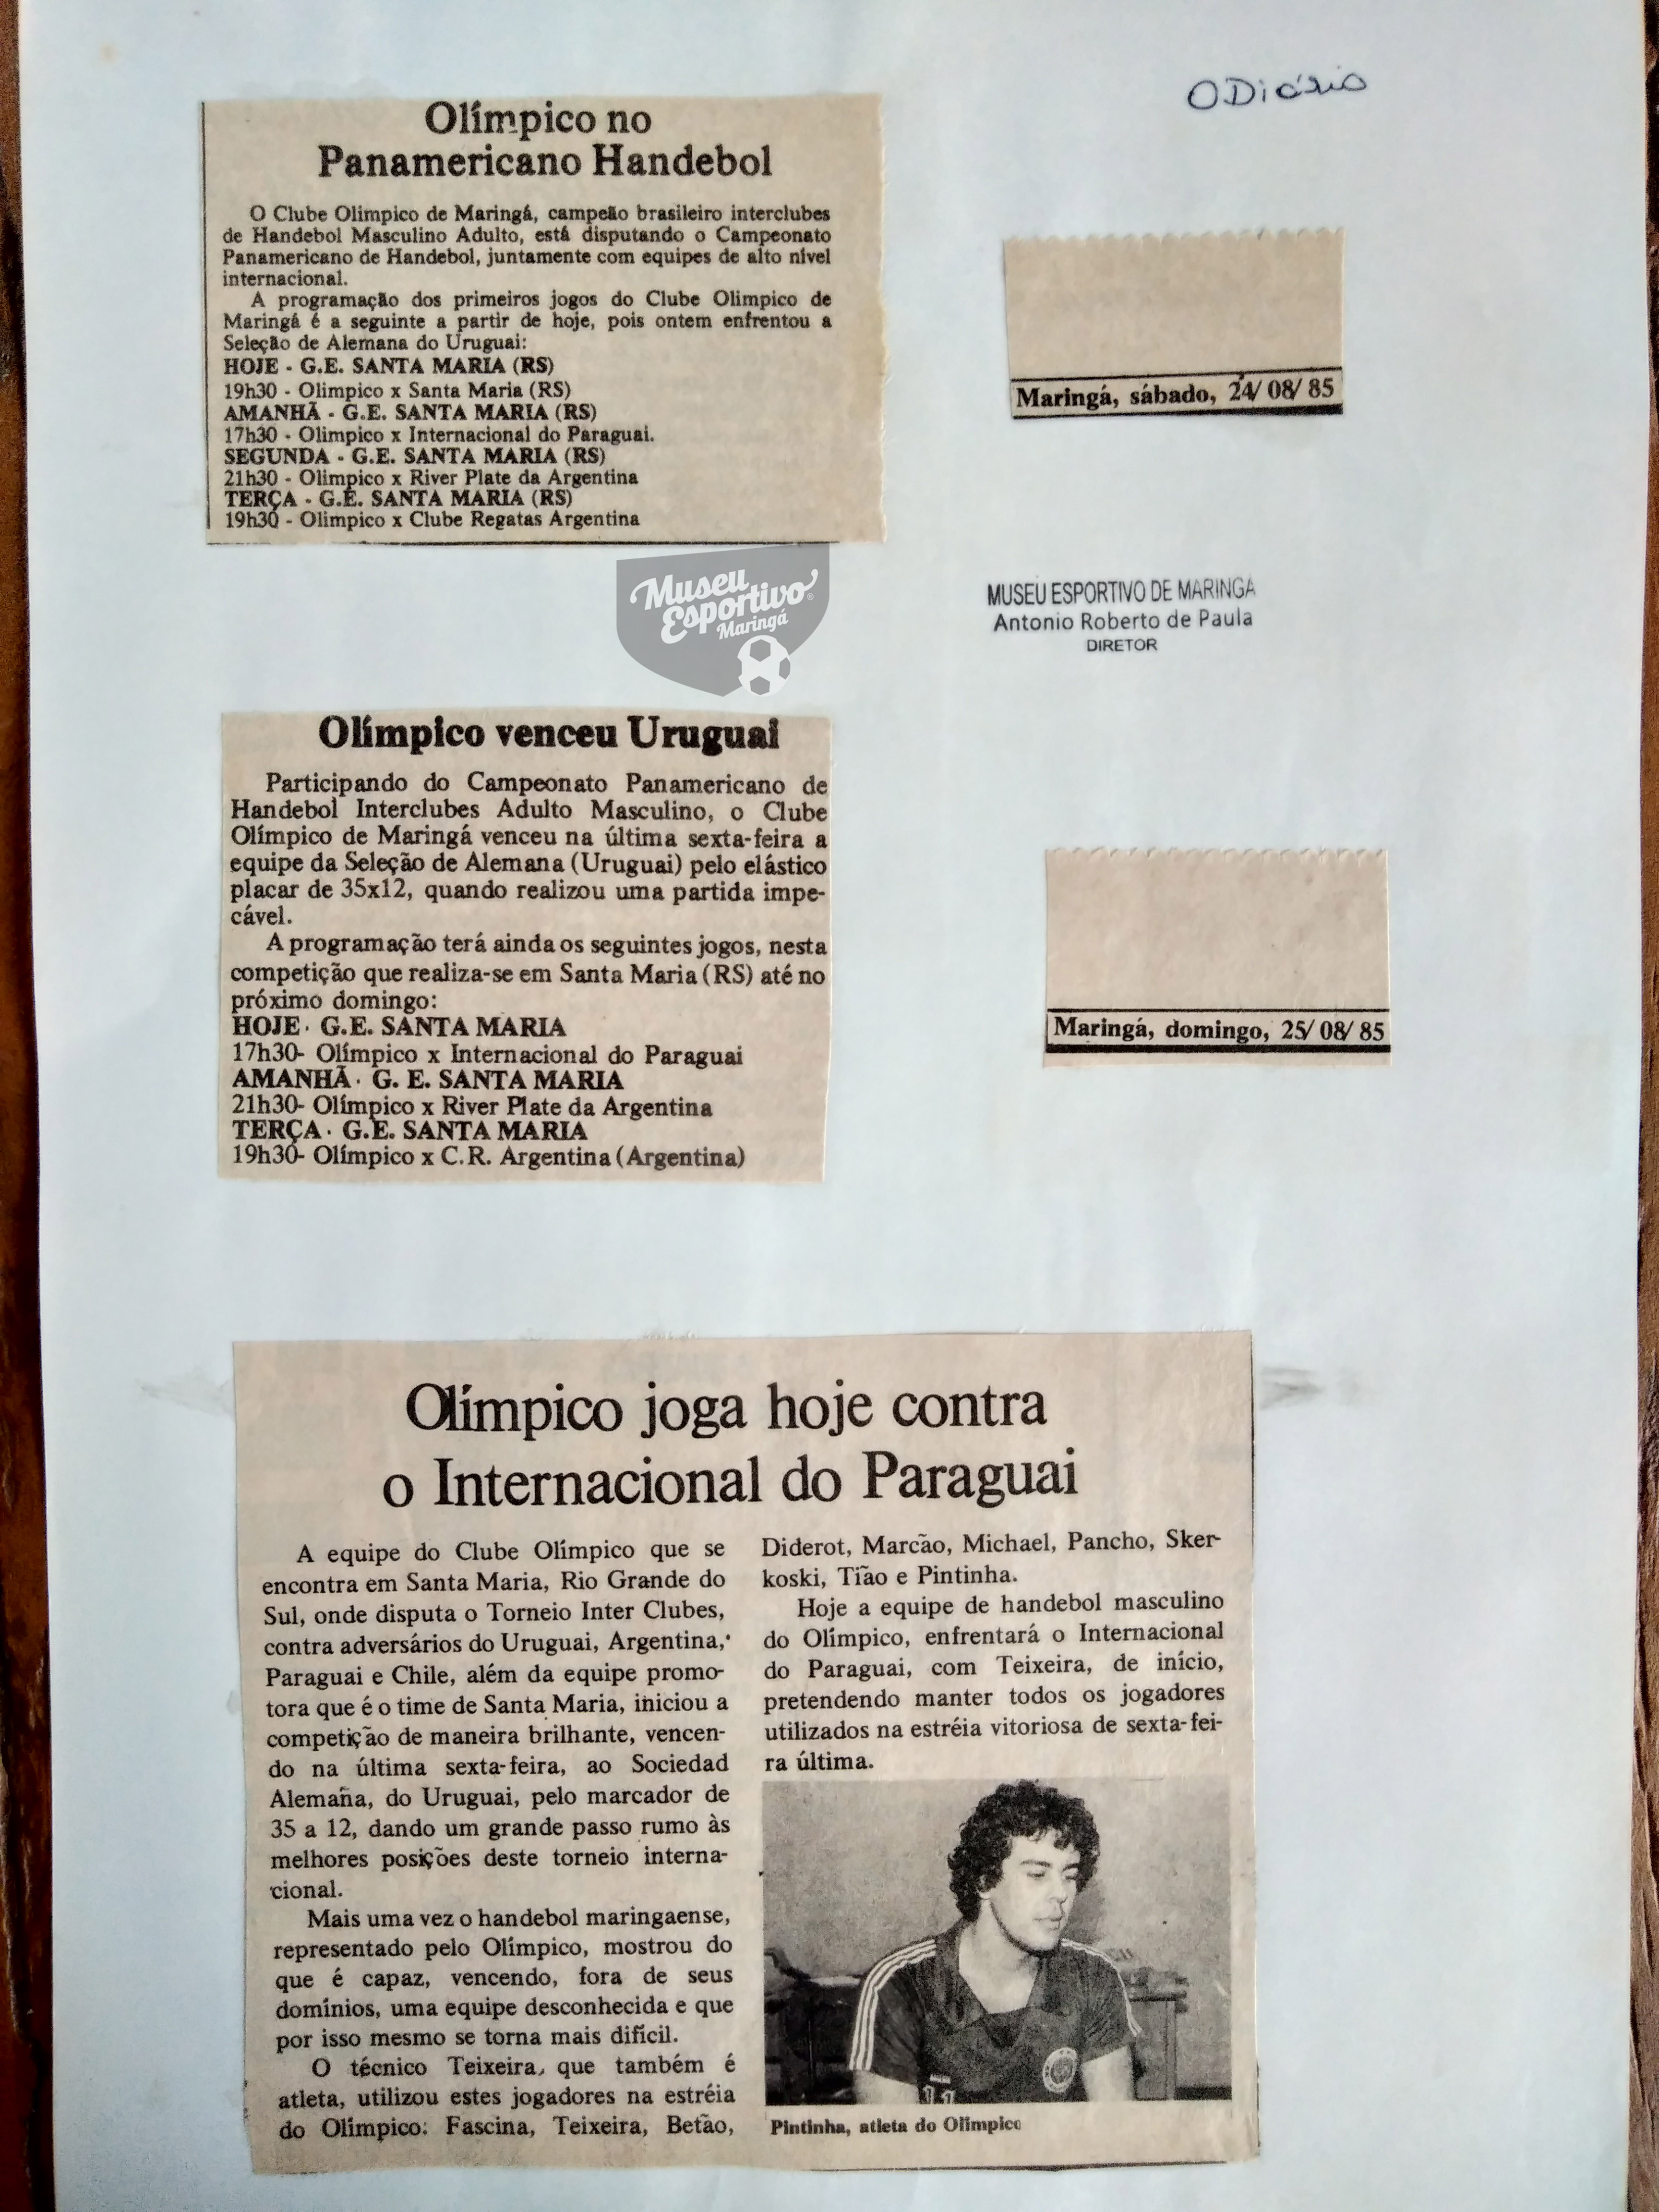 O Diário
Olímpico no
Panamericano Handebol
O Clube Olimpico de Maringá, campeão brasileiro interclubes
de Handebol Masculino Adulto, está disputando o Campeonato
Panamericano de Handebol, juntamente com equipes de alto nível
internacional.
A programação dos primeiros jogos do Clube Olimpico de
Maringá é a seguinte a partir de hoje, pois ontem enfrentou a
Seleção de Alemana do Uruguai:
HOJE - G.E. SANTA MARIA (RS)
19h30 - Olimpico x Santa Maria (RS)
AMANHÃ - G.E. SANTA MARIA (RS)
17h30 - Olimpico x Internacional do Paraguai.
SEGUNDA - G.E. SANTA MARIA (RS)
21h30 - Olimpico x River Plate da Argentina
TERÇA - G.E. SANTA MARIA (RS)
19h30 - Olimpico x Clube Regatas Argentina
Maringá, sábado, 24/08/85
Museu
Esportivo
Maringá
MUSEU ESPORTIVO DE MARINGA
Antonio Roberto de Paula
DIRETOR
Olímpico venceu Uruguai
Participando do Campeonato Panamericano de
Handebol Interclubes Adulto Masculino, o Clube
Olímpico de Maringá venceu na última sexta-feira a
equipe da Seleção de Alemana (Uruguai) pelo elástico
placar de 35x12, quando realizou uma partida impe-
cável.
A programação terá ainda os seguintes jogos, nesta
competição que realiza-se em Santa Maria (RS) até no
próximo domingo:
HOJE · G.E. SANTA MARIA
17h30- Olímpico x Internacional do Paraguai
AMANHÃ · G. E. SANTA MARIA
21h30- Olímpico x River Plate da Argentina
TERÇA · G.E. SANTA MARIA
19h30- Olímpico x C.R. Argentina (Argentina)
Maringá, domingo, 25/08/85
Olímpico joga hoje contra
o Internacional do Paraguai
A equipe do Clube Olímpico que se
encontra em Santa Maria, Rio Grande do
Sul, onde disputa o Torneio Inter Clubes,
contra adversários do Uruguai, Argentina,
Paraguai e Chile, além da equipe promo-
tora que é o time de Santa Maria, iniciou a
competição de maneira brilhante, vencen-
do na última sexta-feira, ao Sociedad
Alemaña, do Uruguai, pelo marcador de
35 a 12, dando um grande passo rumo às
melhores posições deste torneio interna-
cional.
Mais uma vez o handebol maringaense,
representado pelo Olímpico, mostrou do
que é capaz, vencendo, fora de seus
domínios, uma equipe desconhecida e que
por isso mesmo se torna mais difícil.
O técnico Teixeira, que também é
atleta, utilizou estes jogadores na estréia
do Olímpico: Fascina, Teixeira, Betão,
Diderot, Marcão, Michael, Pancho, Sker-
koski, Tião e Pintinha.
Hoje a equipe de handebol masculino
do Olímpico, enfrentará o Internacional
do Paraguai, com Teixeira, de início,
pretendendo manter todos os jogadores
utilizados na estréia vitoriosa de sexta-fei-
ra última.
Pintinha, atleta do Olímpico